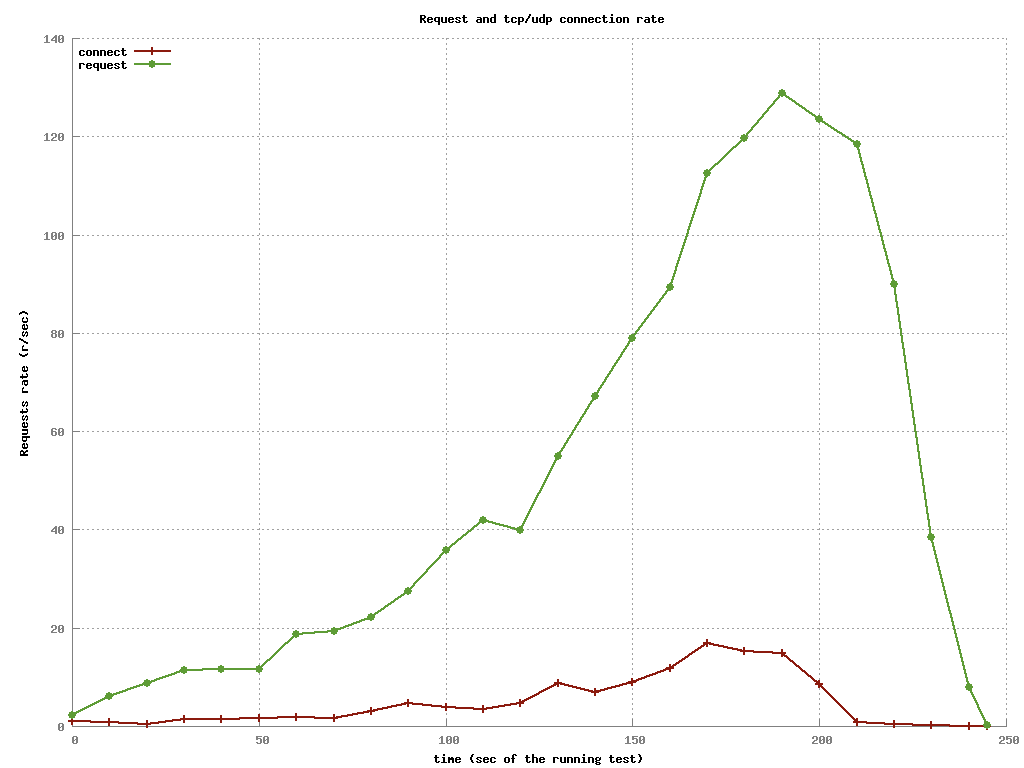 Request and tcp/udp connection rate
140
connect
request
120
100
80
Requests rate (r/sec)
60
40
20
0
0 50 100 150 200 250
time (sec of the running test)